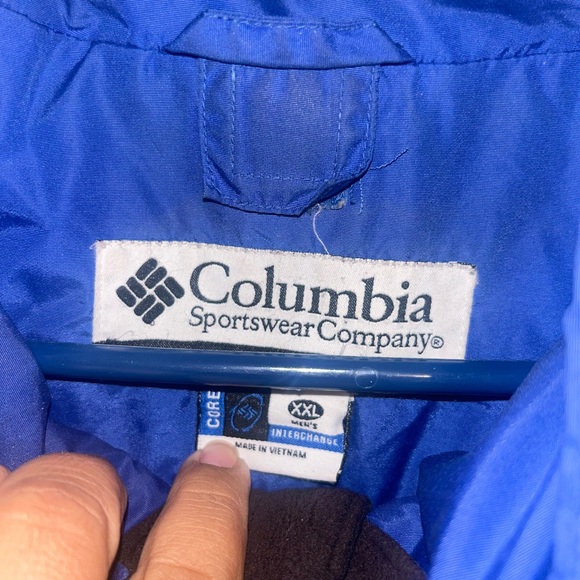 Columbia
Sportswear Company®
CORE
XXL
MEN'S
INTERCHANGE
MADE IN VIETNAM